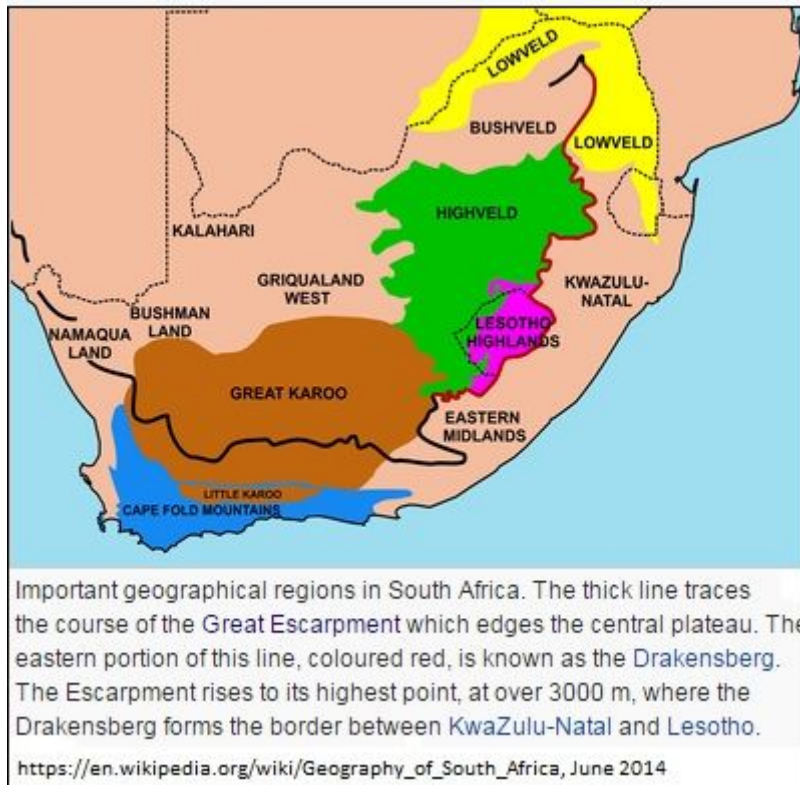 LOWVELD
BUSHVELD
LOWVELD
HIGHVELD
KALAHARI
KWAZULU-
NATAL
GRIQUALAND
WEST
BUSHMAN
LAND
NAMAQUA
LAND
LESOTHO
HIGHLANDS
GREAT KAROO
EASTERN
MIDLANDS
LITTLE KAROO
CAPE FOLD MOUNTAINS
Important geographical regions in South Africa. The thick line traces
the course of the Great Escarpment which edges the central plateau. The
eastern portion of this line, coloured red, is known as the Drakensberg.
The Escarpment rises to its highest point, at over 3000 m, where the
Drakensberg forms the border between KwaZulu-Natal and Lesotho.
https://en.wikipedia.org/wiki/Geography_of_South_Africa, June 2014